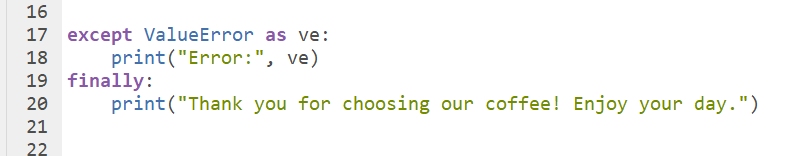 16
17 except ValueError as ve:
18     print("Error:", ve)
19 finally:
20     print("Thank you for choosing our coffee! Enjoy your day.")
21
22